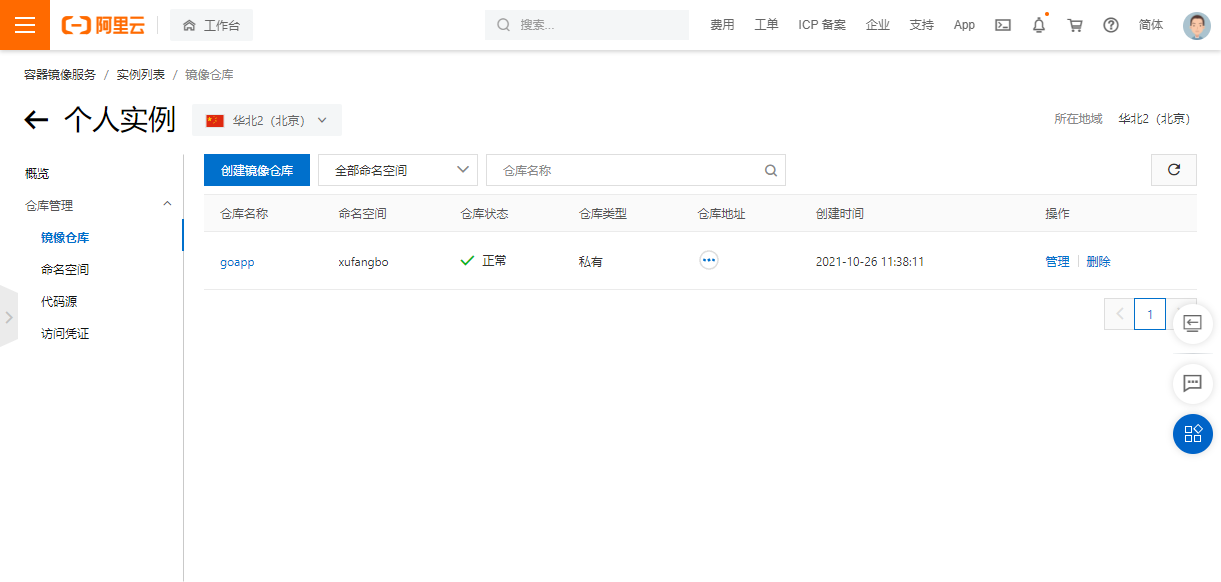 阿里云 工作台 搜索... 费用 工单 ICP 备案 企业 支持 App 简体
容器镜像服务 / 实例列表 / 镜像仓库
个人实例 华北2（北京） 所在地域 华北2（北京）
概览
仓库管理
镜像仓库
命名空间
代码源
访问凭证
创建镜像仓库 全部命名空间 仓库名称
仓库名称 命名空间 仓库状态 仓库类型 仓库地址 创建时间 操作
goapp xufangbo 正常 私有 2021-10-26 11:38:11 管理 删除
1